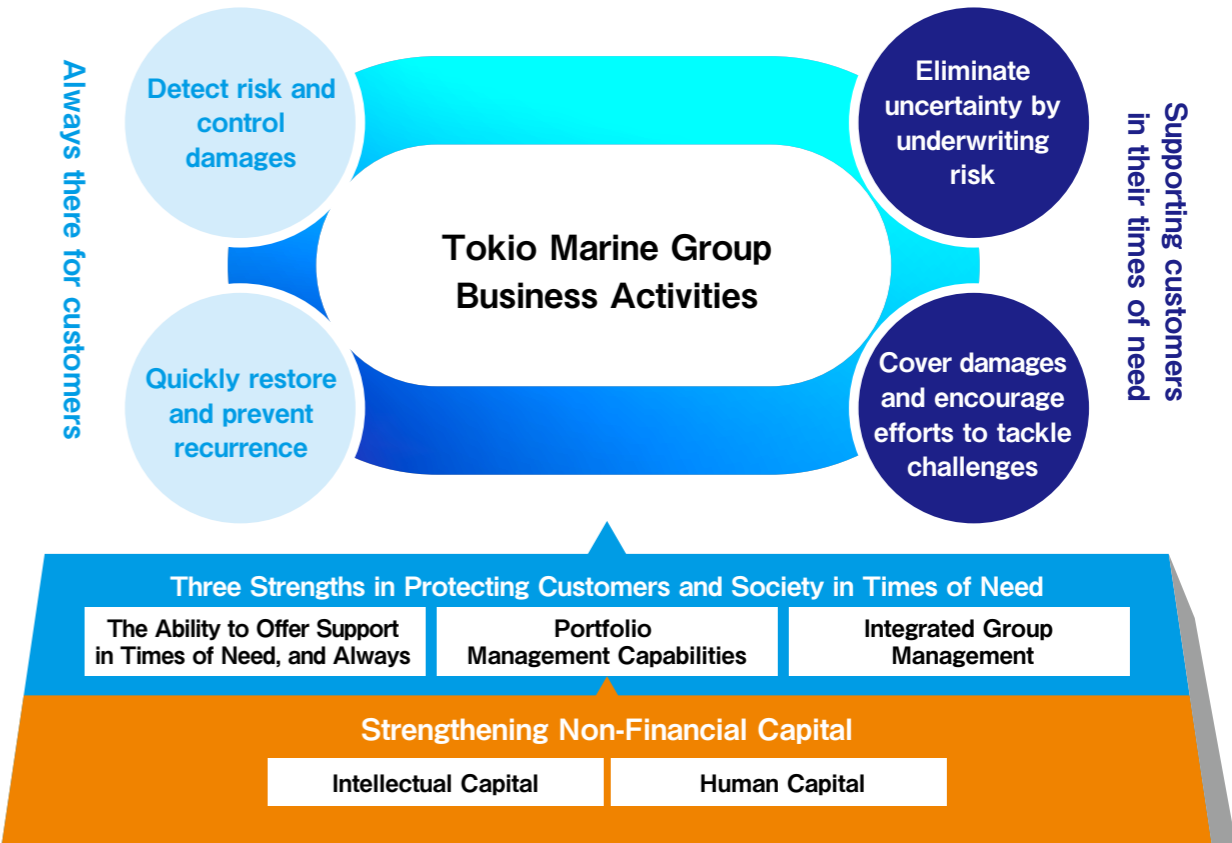 Always there for customers
Detect risk and
control
damages
Eliminate
uncertainty by
underwriting
risk
Supporting customers
in their times of need
Tokio Marine Group
Business Activities
Quickly restore
and prevent
recurrence
Cover damages
and encourage
efforts to tackle
challenges
Three Strengths in Protecting Customers and Society in Times of Need
The Ability to Offer Support
in Times of Need, and Always
Portfolio
Management Capabilities
Integrated Group
Management
Strengthening Non-Financial Capital
Intellectual Capital
Human Capital